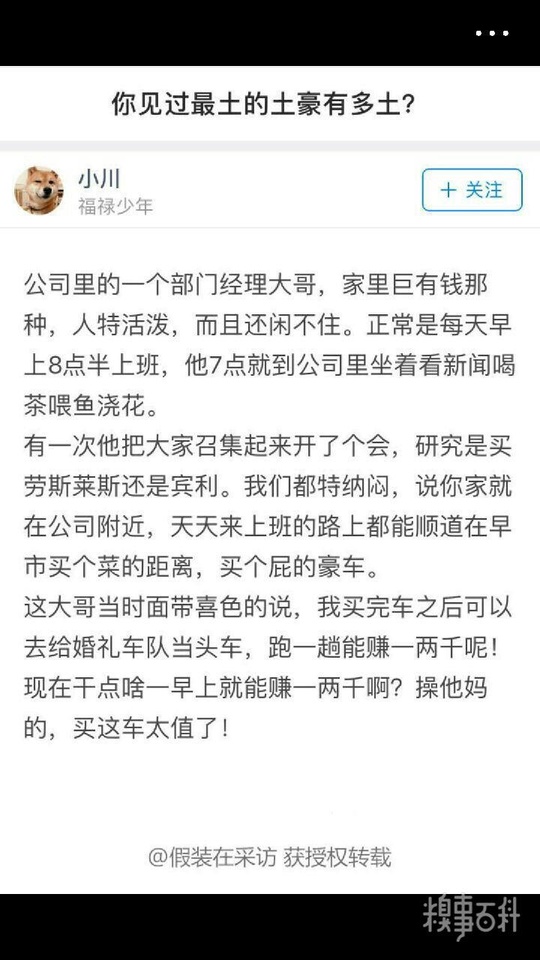 你见过最土的土豪有多土?
小川
福禄少年
+ 关注
公司里的一个部门经理大哥，家里巨有钱那
种，人特活泼，而且还闲不住。正常是每天早
上8点半上班，他7点就到公司里坐着看新闻喝
茶喂鱼浇花。
有一次他把大家召集起来开了个会，研究是买
劳斯莱斯还是宾利。我们都特纳闷，说你家就
在公司附近，天天来上班的路上都能顺道在早
市买个菜的距离，买个屁的豪车。
这大哥当时面带喜色的说，我买完车之后可以
去给婚礼车队当头车，跑一趟能赚一两千呢！
现在干点啥一早上就能赚一两千啊？操他妈
的，买这车太值了！
@假装在采访 获授权转载
糗事百科